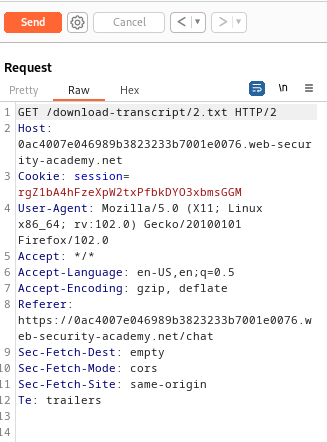 Send
Cancel
<
>
Request
Pretty Raw Hex
\n
1 GET /download-transcript/2.txt HTTP/2
2 Host:
0ac4007e046989b3823233b7001e0076.web-secur
ity-academy.net
3 Cookie: session=
rgZ1bA4hFzeXpW2txPfbkDYO3xbmsGGM
4 User-Agent: Mozilla/5.0 (X11; Linux
x86_64; rv:102.0) Gecko/20100101
Firefox/102.0
5 Accept: */*
6 Accept-Language: en-US,en;q=0.5
7 Accept-Encoding: gzip, deflate
8 Referer:
https://0ac4007e046989b3823233b7001e0076.w
eb-security-academy.net/chat
9 Sec-Fetch-Dest: empty
10 Sec-Fetch-Mode: cors
11 Sec-Fetch-Site: same-origin
12 Te: trailers
13
14